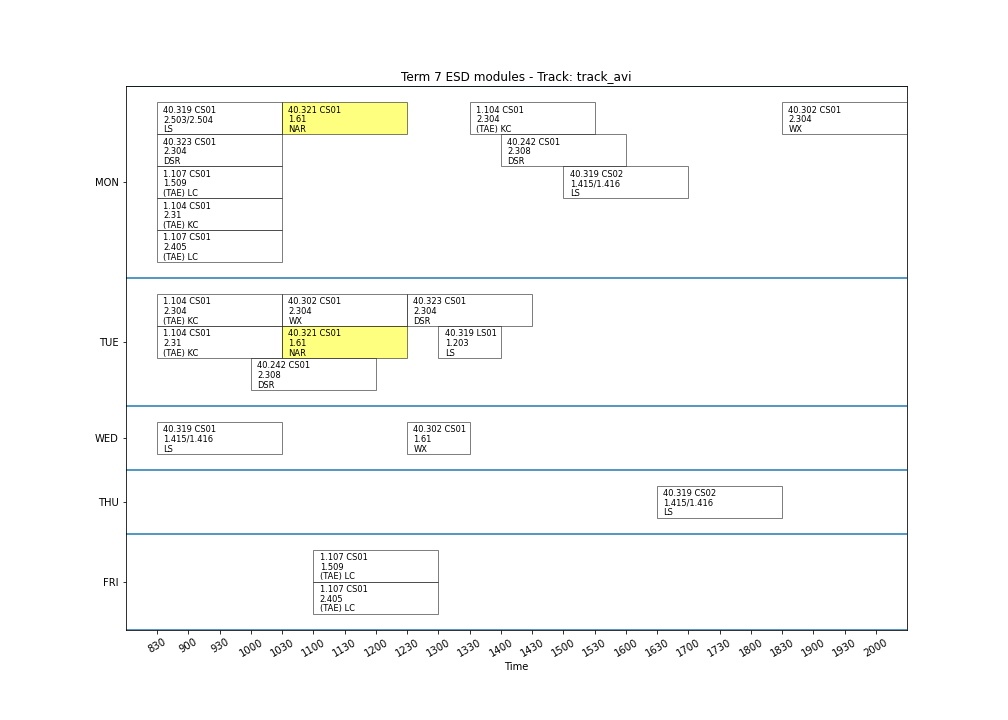 Term 7 ESD modules - Track: track_avi
MON
40.319 CS01
2.503/2.504
LS
40.321 CS01
1.61
NAR
1.104 CS01
2.304
(TAE) KC
40.302 CS01
2.304
WX
40.323 CS01
2.304
DSR
40.242 CS01
2.308
DSR
1.107 CS01
1.509
(TAE) LC
40.319 CS02
1.415/1.416
LS
1.104 CS01
2.31
(TAE) KC
1.107 CS01
2.405
(TAE) LC
TUE
1.104 CS01
2.304
(TAE) KC
40.302 CS01
2.304
WX
40.323 CS01
2.304
DSR
1.104 CS01
2.31
(TAE) KC
40.321 CS01
1.61
NAR
40.319 LS01
1.203
LS
40.242 CS01
2.308
DSR
WED
40.319 CS01
1.415/1.416
LS
40.302 CS01
1.61
WX
THU
40.319 CS02
1.415/1.416
LS
FRI
1.107 CS01
1.509
(TAE) LC
1.107 CS01
2.405
(TAE) LC
830 900 930 1000 1030 1100 1130 1200 1230 1300 1330 1400 1430 1500 1530 1600 1630 1700 1730 1800 1830 1900 1930 2000
Time